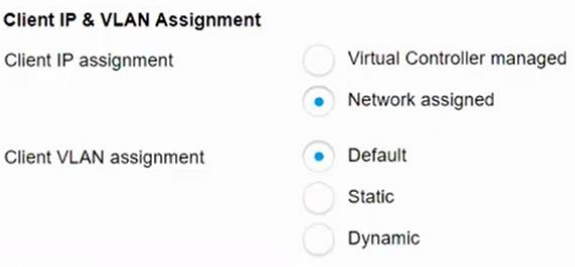 Client IP & VLAN Assignment
Client IP assignment
Virtual Controller managed
Network assigned
Client VLAN assignment
Default
Static
Dynamic